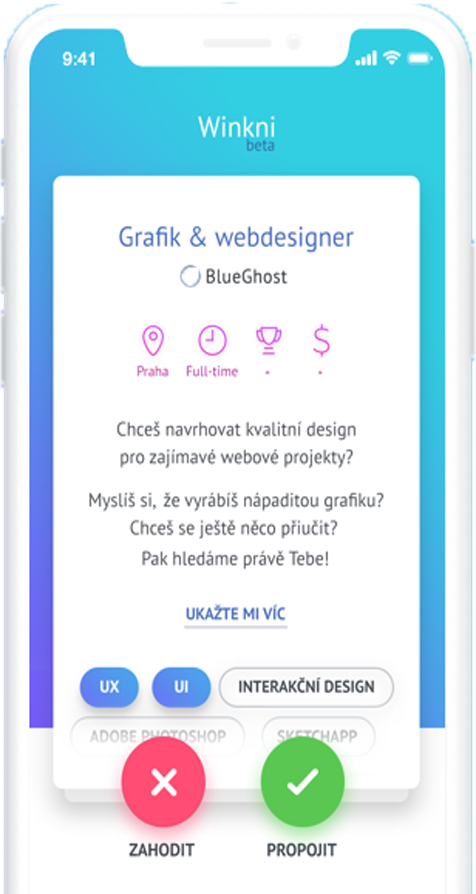 9:41
Winkni
beta
Grafik & webdesigner
BlueGhost
Praha Full-time - -
Chceš navrhovat kvalitní design
pro zajímavé webové projekty?
Myslíš si, že vyrábíš nápaditou grafiku?
Chceš se ještě něco přiučit?
Pak hledáme právě Tebe!
UKAŽTE MI VÍC
UX UI INTERAKČNÍ DESIGN
ADOBE PHOTOSHOP SKETCHAPP
ZAHODIT PROPOJIT